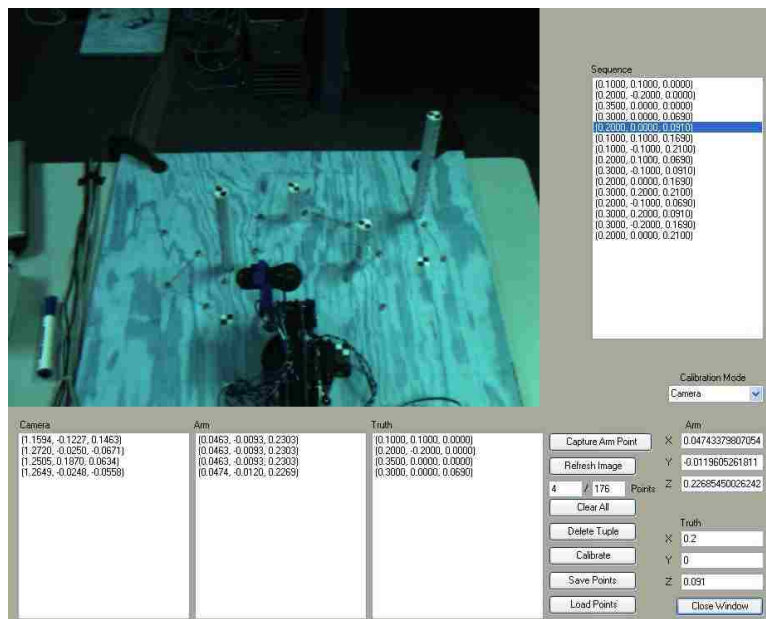 Sequence
(0.1000, 0.1000, 0.0000)
(0.2000, -0.2000, 0.0000)
(0.3500, 0.0000, 0.0000)
(0.3000, 0.0000, 0.0690)
(0.2000, 0.0000, 0.0910)
(0.1000, 0.1000, 0.1690)
(0.1000, -0.1000, 0.2100)
(0.2000, 0.1000, 0.0690)
(0.3000, -0.1000, 0.0910)
(0.2000, 0.0000, 0.1690)
(0.3000, 0.2000, 0.2100)
(0.2000, -0.1000, 0.0690)
(0.3000, 0.2000, 0.0910)
(0.3000, -0.2000, 0.1690)
(0.2000, 0.0000, 0.2100)
Calibration Mode
Camera
Camera
(1.1594, -0.1227, 0.1463)
(1.2720, -0.0250, -0.0671)
(1.2505, 0.1870, 0.0634)
(1.2649, -0.0248, -0.0558)
Arm
(0.0463, -0.0093, 0.2303)
(0.0463, -0.0093, 0.2303)
(0.0463, -0.0093, 0.2303)
(0.0474, -0.0120, 0.2269)
Truth
(0.1000, 0.1000, 0.0000)
(0.2000, -0.2000, 0.0000)
(0.3500, 0.0000, 0.0000)
(0.3000, 0.0000, 0.0690)
Capture Arm Point
Refresh Image
4 / 176 Points
Clear All
Delete Tuple
Calibrate
Save Points
Load Points
Arm
X 0.04743379807054
Y -0.0119605261811
Z 0.22685450026242
Truth
X 0.2
Y 0
Z 0.091
Close Window